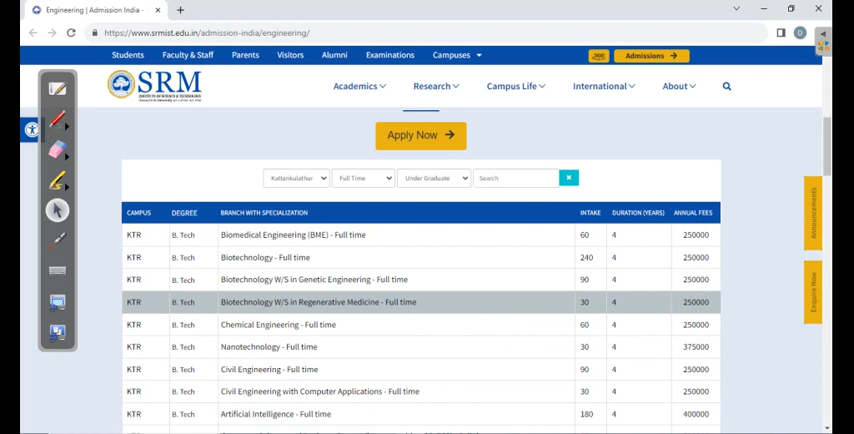 Engineering | Admission India -
https://www.srmist.edu.in/admission-india/engineering/
D
Students Faculty & Staff Parents Visitors Alumni Examinations Campuses Admissions
SRM
INSTITUTE OF SCIENCE & TECHNOLOGY
Academics Research Campus Life International About
Apply Now
Kattankulathur Full Time Under Graduate Search
CAMPUS DEGREE BRANCH WITH SPECIALIZATION INTAKE DURATION (YEARS) ANNUAL FEES
KTR B. Tech Biomedical Engineering (BME) - Full time 60 4 250000
KTR B. Tech Biotechnology - Full time 240 4 250000
KTR B. Tech Biotechnology W/S in Genetic Engineering - Full time 90 4 250000
KTR B. Tech Biotechnology W/S in Regenerative Medicine - Full time 30 4 250000
KTR B. Tech Chemical Engineering - Full time 60 4 250000
KTR B. Tech Nanotechnology - Full time 30 4 375000
KTR B. Tech Civil Engineering - Full time 90 4 250000
KTR B. Tech Civil Engineering with Computer Applications - Full time 30 4 250000
KTR B. Tech Artificial Intelligence - Full time 180 4 400000
Announcements
Enquire Now